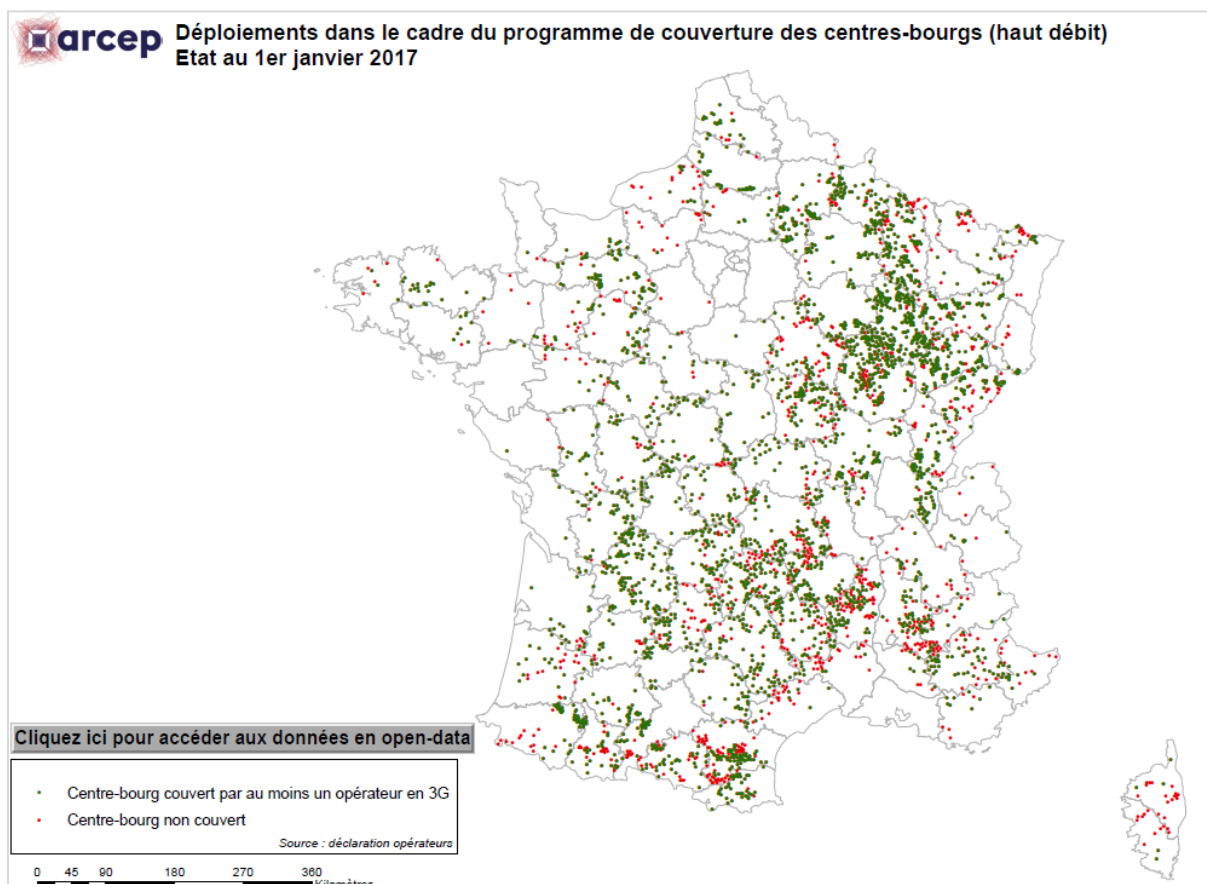 arcep
Déploiements dans le cadre du programme de couverture des centres-bourgs (haut débit)
Etat au 1er janvier 2017
Cliquez ici pour accéder aux données en open-data
Centre-bourg couvert par au moins un opérateur en 3G
Centre-bourg non couvert
Source : déclaration opérateurs
0 45 90 180 270 360
Kilomètres